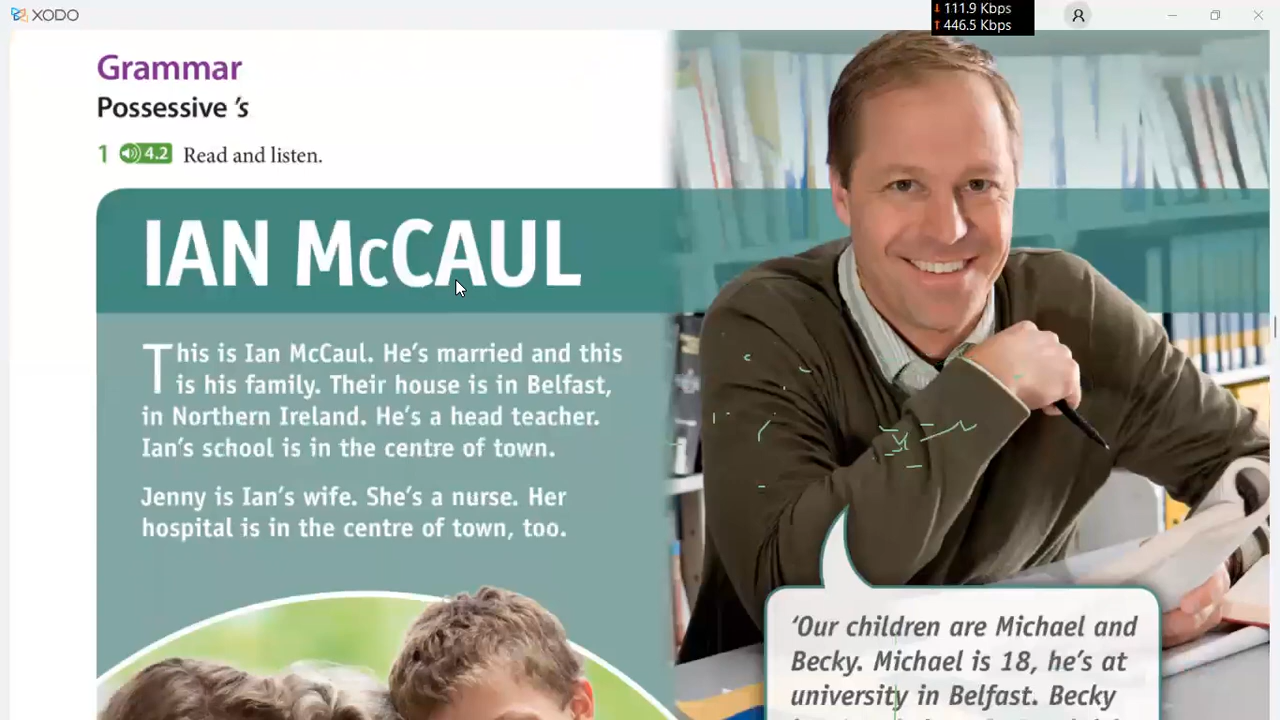 XODO
111.9 Kbps
446.5 Kbps
Grammar
Possessive 's
1 4.2 Read and listen.
IAN McCAUL
This is Ian McCaul. He's married and this
is his family. Their house is in Belfast,
in Northern Ireland. He's a head teacher.
Ian's school is in the centre of town.
Jenny is Ian's wife. She's a nurse. Her
hospital is in the centre of town, too.
'Our children are Michael and
Becky. Michael is 18, he's at
university in Belfast. Becky